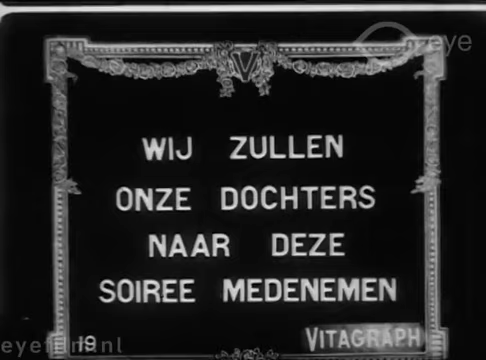 eye
V
WIJ ZULLEN
ONZE DOCHTERS
NAAR DEZE
SOIREE MEDENEMEN
VITAGRAPH
19